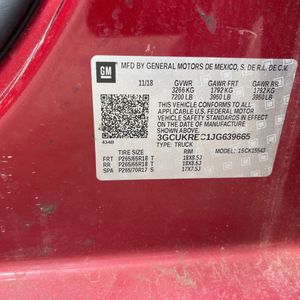 GM
MFD BY GENERAL MOTORS DE MEXICO, S. DE R.L. DE C.V.
11/18 GVWR GAWR FRT GAWR RR
3266 KG 1792 KG 1792 KG
7200 LB 3950 LB 3950 LB
THIS VEHICLE CONFORMS TO ALL
APPLICABLE U.S. FEDERAL MOTOR
VEHICLE SAFETY STANDARDS IN
EFFECT ON THE DATE OF
MANUFACTURE SHOWN ABOVE.
TYPE: TRUCK
434B
TIRE SIZE RIM MODEL: 15CK15543
FRT P265/65R18 T 18X8.5J
RR P265/65R18 T 18X8.5J
SPA P265/70R17 S 17X7.5J